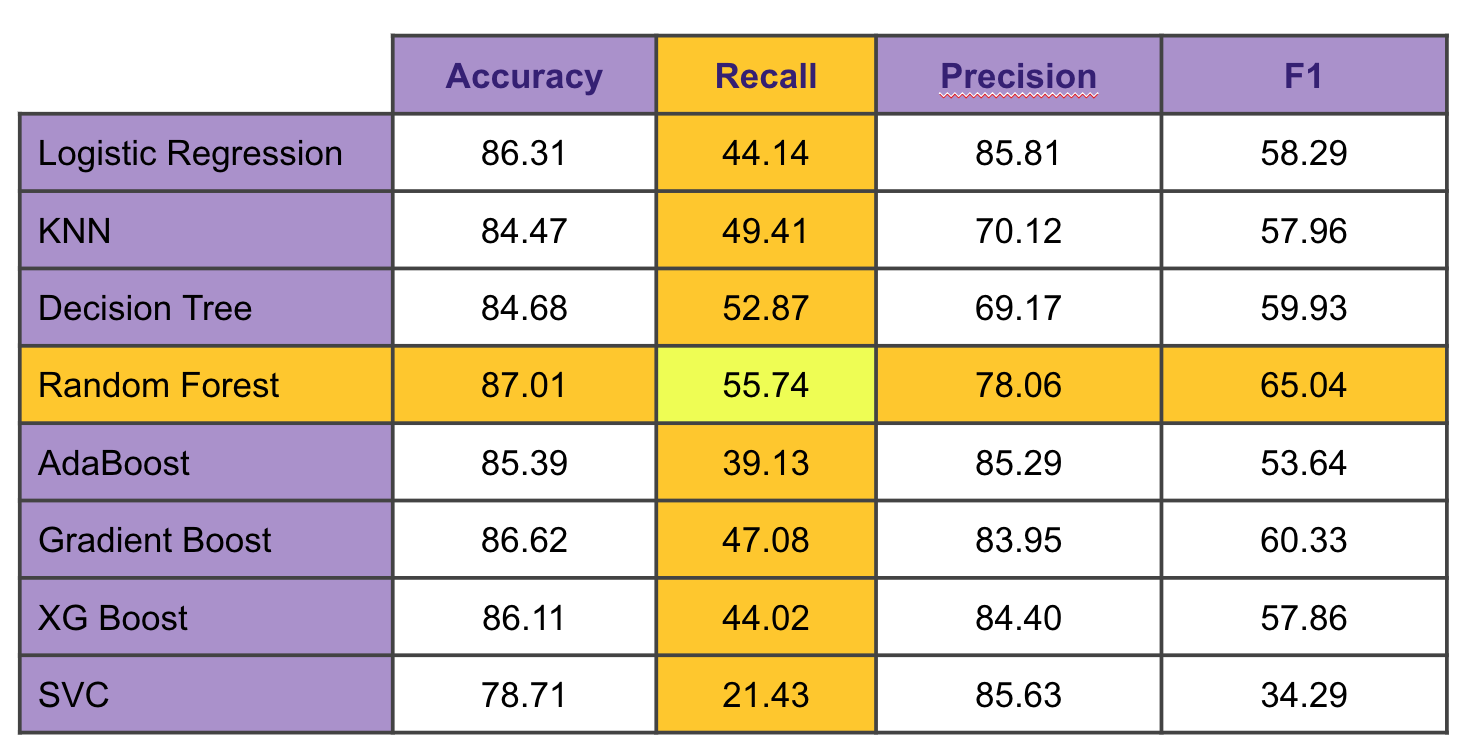 Accuracy Recall Precision F1
Logistic Regression 86.31 44.14 85.81 58.29
KNN 84.47 49.41 70.12 57.96
Decision Tree 84.68 52.87 69.17 59.93
Random Forest 87.01 55.74 78.06 65.04
AdaBoost 85.39 39.13 85.29 53.64
Gradient Boost 86.62 47.08 83.95 60.33
XG Boost 86.11 44.02 84.40 57.86
SVC 78.71 21.43 85.63 34.29